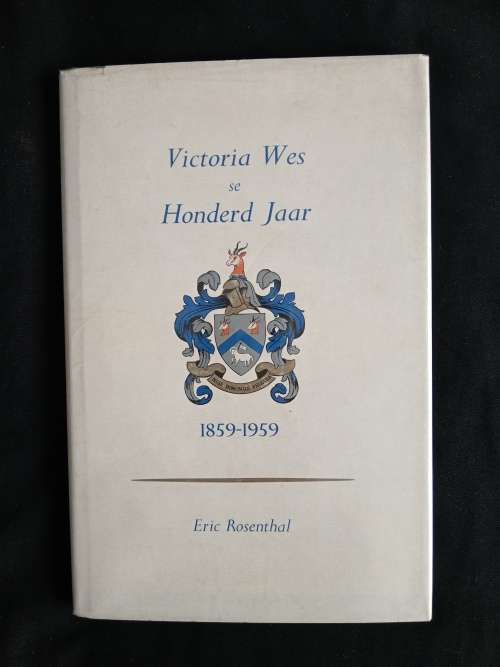 Victoria Wes
se
Honderd Jaar
1859-1959
Eric Rosenthal